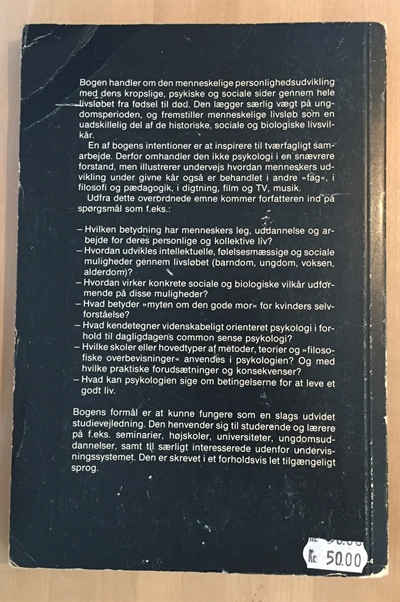 Bogen handler om den menneskelige personlighedsudvikling
med dens kropslige, psykiske og sociale sider gennem hele
livsløbet fra fødsel til død. Den lægger særlig vægt på ung-
domsperioden, og fremstiller menneskelige livsløb som en
uadskillelig del af de historiske, sociale og biologiske livsvil-
kår.
En af bogens intentioner er at inspirere til tværfagligt sam-
arbejde. Derfor omhandler den ikke psykologi i en snævrere
forstand, men illustrerer undervejs hvordan menneskers ud-
vikling under givne kår også er behandlet i andre »fag«, i
filosofi og pædagogik, i digtning, film og TV, musik.
Udfra dette overordnede emne kommer forfatteren ind på
spørgsmål som f.eks.:
– Hvilken betydning har menneskers leg, uddannelse og ar-
bejde for deres personlige og kollektive liv?
– Hvordan udvikles intellektuelle, følelsesmæssige og sociale
muligheder gennem livsløbet (barndom, ungdom, voksen,
alderdom)?
– Hvordan virker konkrete sociale og biologiske vilkår udfor-
mende på disse muligheder?
– Hvad betyder »myten om den gode mor« for kvinders selv-
forståelse?
– Hvad kendetegner videnskabeligt orienteret psykologi i for-
hold til dagligdagens common sense psykologi?
– Hvilke skoler eller hovedtyper af metoder, teorier og »filoso-
fiske overbevisninger« anvendes i psykologien? Og med
hvilke praktiske forudsætninger og konsekvenser?
– Hvad kan psykologien sige om betingelserne for at leve et
godt liv.
Bogens formål er at kunne fungere som en slags udvidet
studievejledning. Den henvender sig til studerende og lærere
på f.eks. seminarier, højskoler, universiteter, ungdomsud-
dannelser, samt til særligt interesserede udenfor undervis-
ningssystemet. Den er skrevet i et forholdsvis let tilgængeligt
sprog.
Kr. 50.00